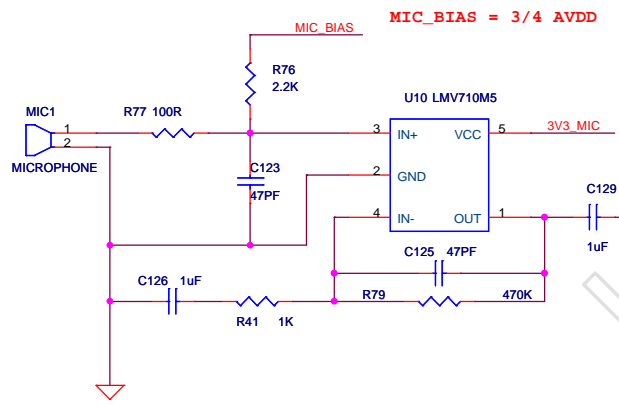 MIC_BIAS = 3/4 AVDD
MIC_BIAS
R76
2.2K
U10 LMV710M5
MIC1
R77 100R
1
2
MICROPHONE
3 IN+ VCC 5
3V3_MIC
2 GND
4 IN- OUT 1
C123
47PF
C129
1uF
C125 47PF
C126 1uF
R79 470K
R41 1K